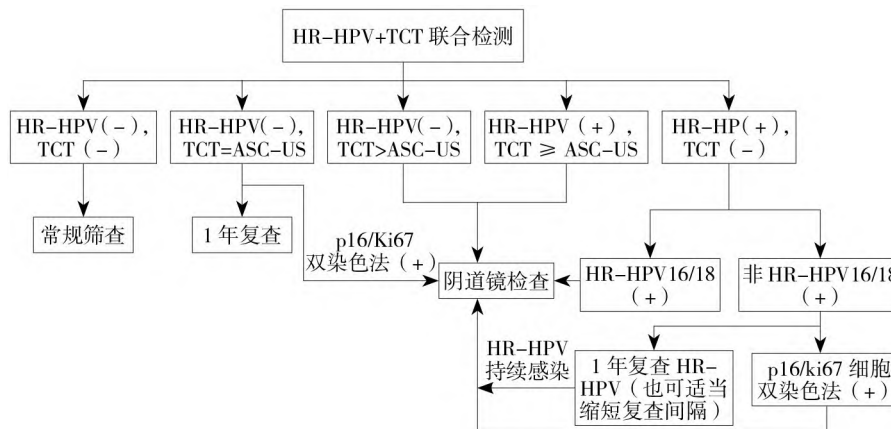 HR-HPV+TCT 联合检测
HR-HPV(-),
TCT(-)
HR-HPV(-),
TCT=ASC-US
HR-HPV(-),
TCT>ASC-US
HR-HPV(+),
TCT ≥ ASC-US
HR-HP(+),
TCT(-)
常规筛查
1年复查
p16/Ki67
双染色法(+)
阴道镜检查
HR-HPV16/18
(+)
非HR-HPV16/18
(+)
HR-HPV
持续感染
1年复查 HR-
HPV(也可适当
缩短复查间隔)
p16/ki67 细胞
双染色法(+)